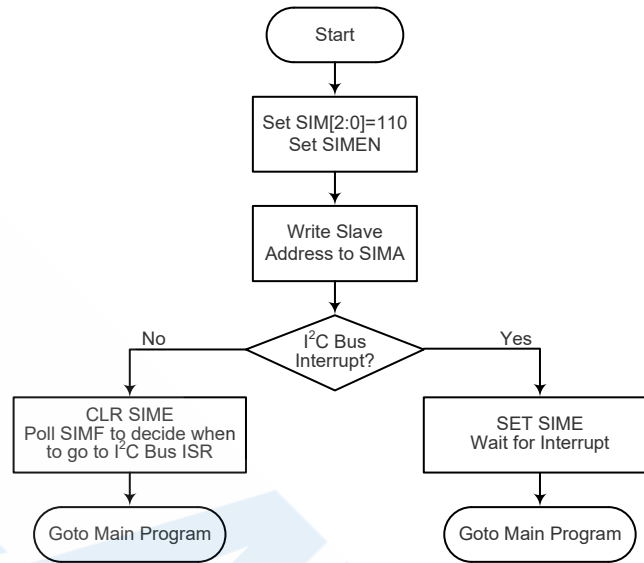 Start
Set SIM[2:0]=110
Set SIMEN
Write Slave
Address to SIMA
I²C Bus
Interrupt?
No
Yes
CLR SIME
Poll SIMF to decide when
to go to I²C Bus ISR
SET SIME
Wait for Interrupt
Goto Main Program
Goto Main Program